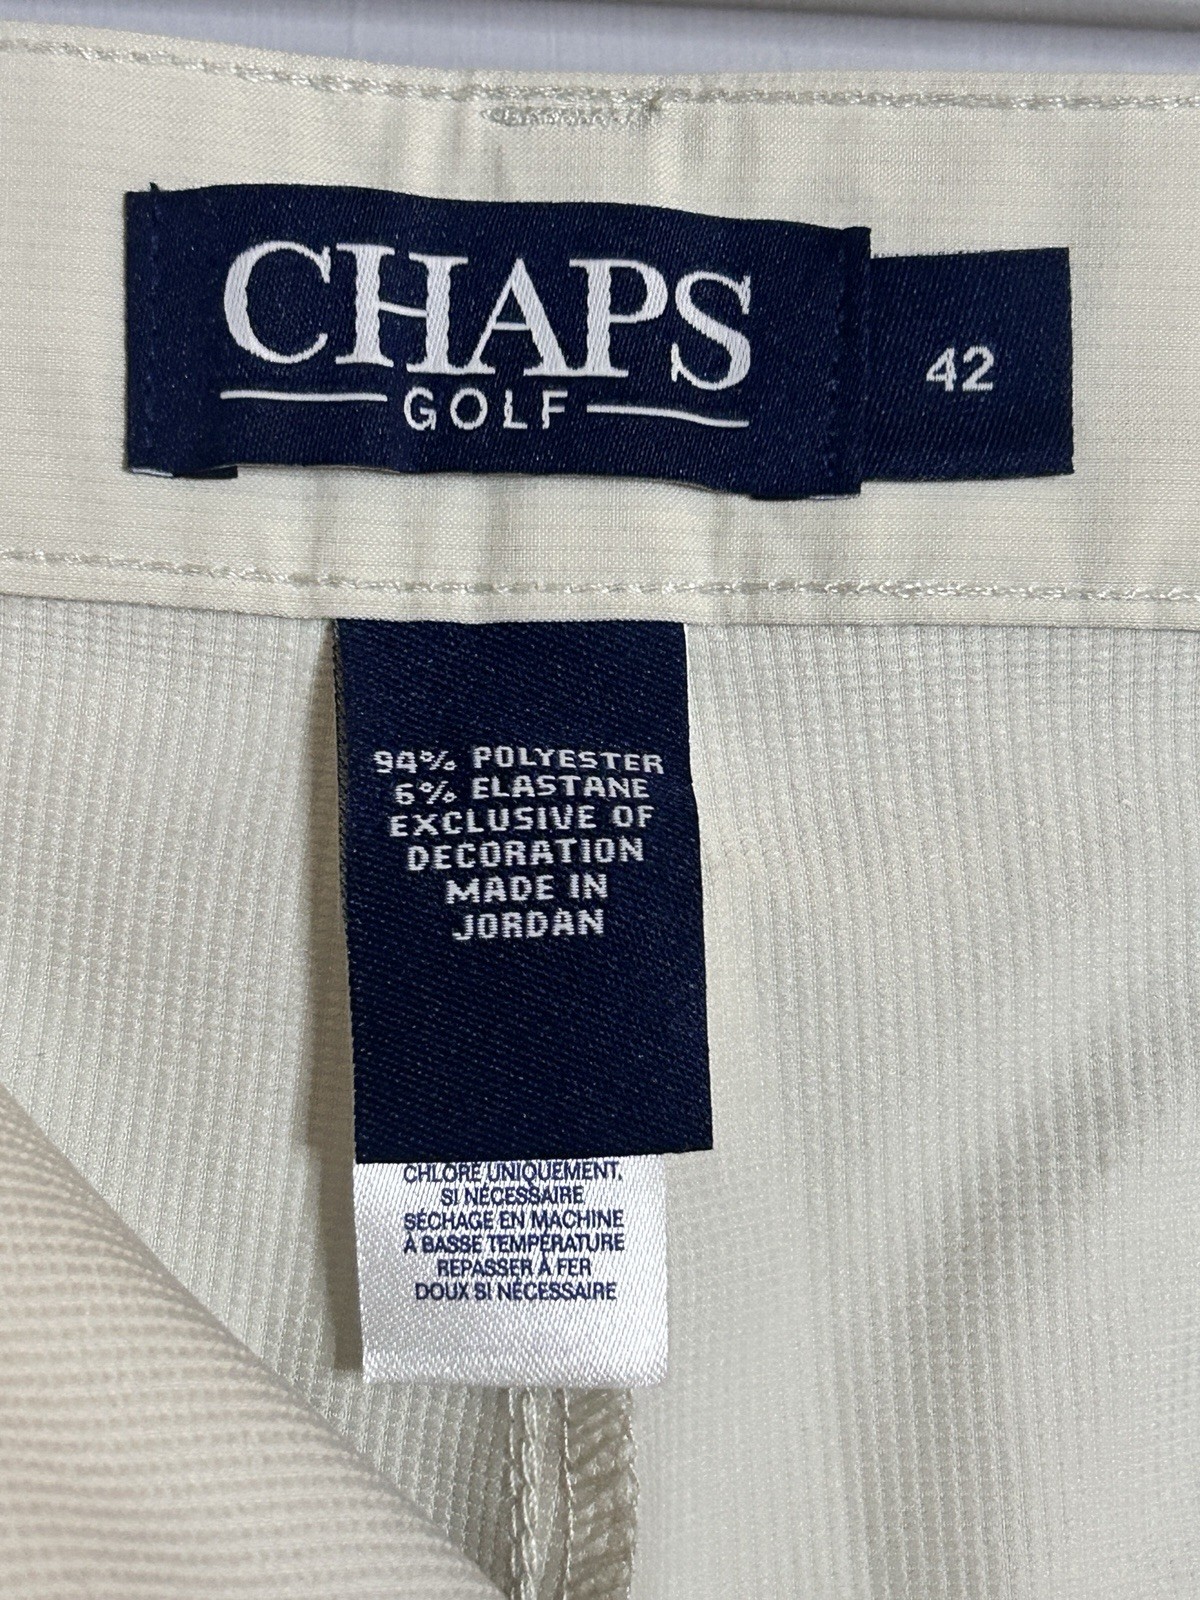 CHAPS
GOLF
42
94% POLYESTER
6% ELASTANE
EXCLUSIVE OF
DECORATION
MADE IN
JORDAN
CHLORE UNIQUEMENT,
SI NÉCESSAIRE
SÉCHAGE EN MACHINE
À BASSE TEMPÉRATURE
REPASSER À FER
DOUX SI NÉCESSAIRE